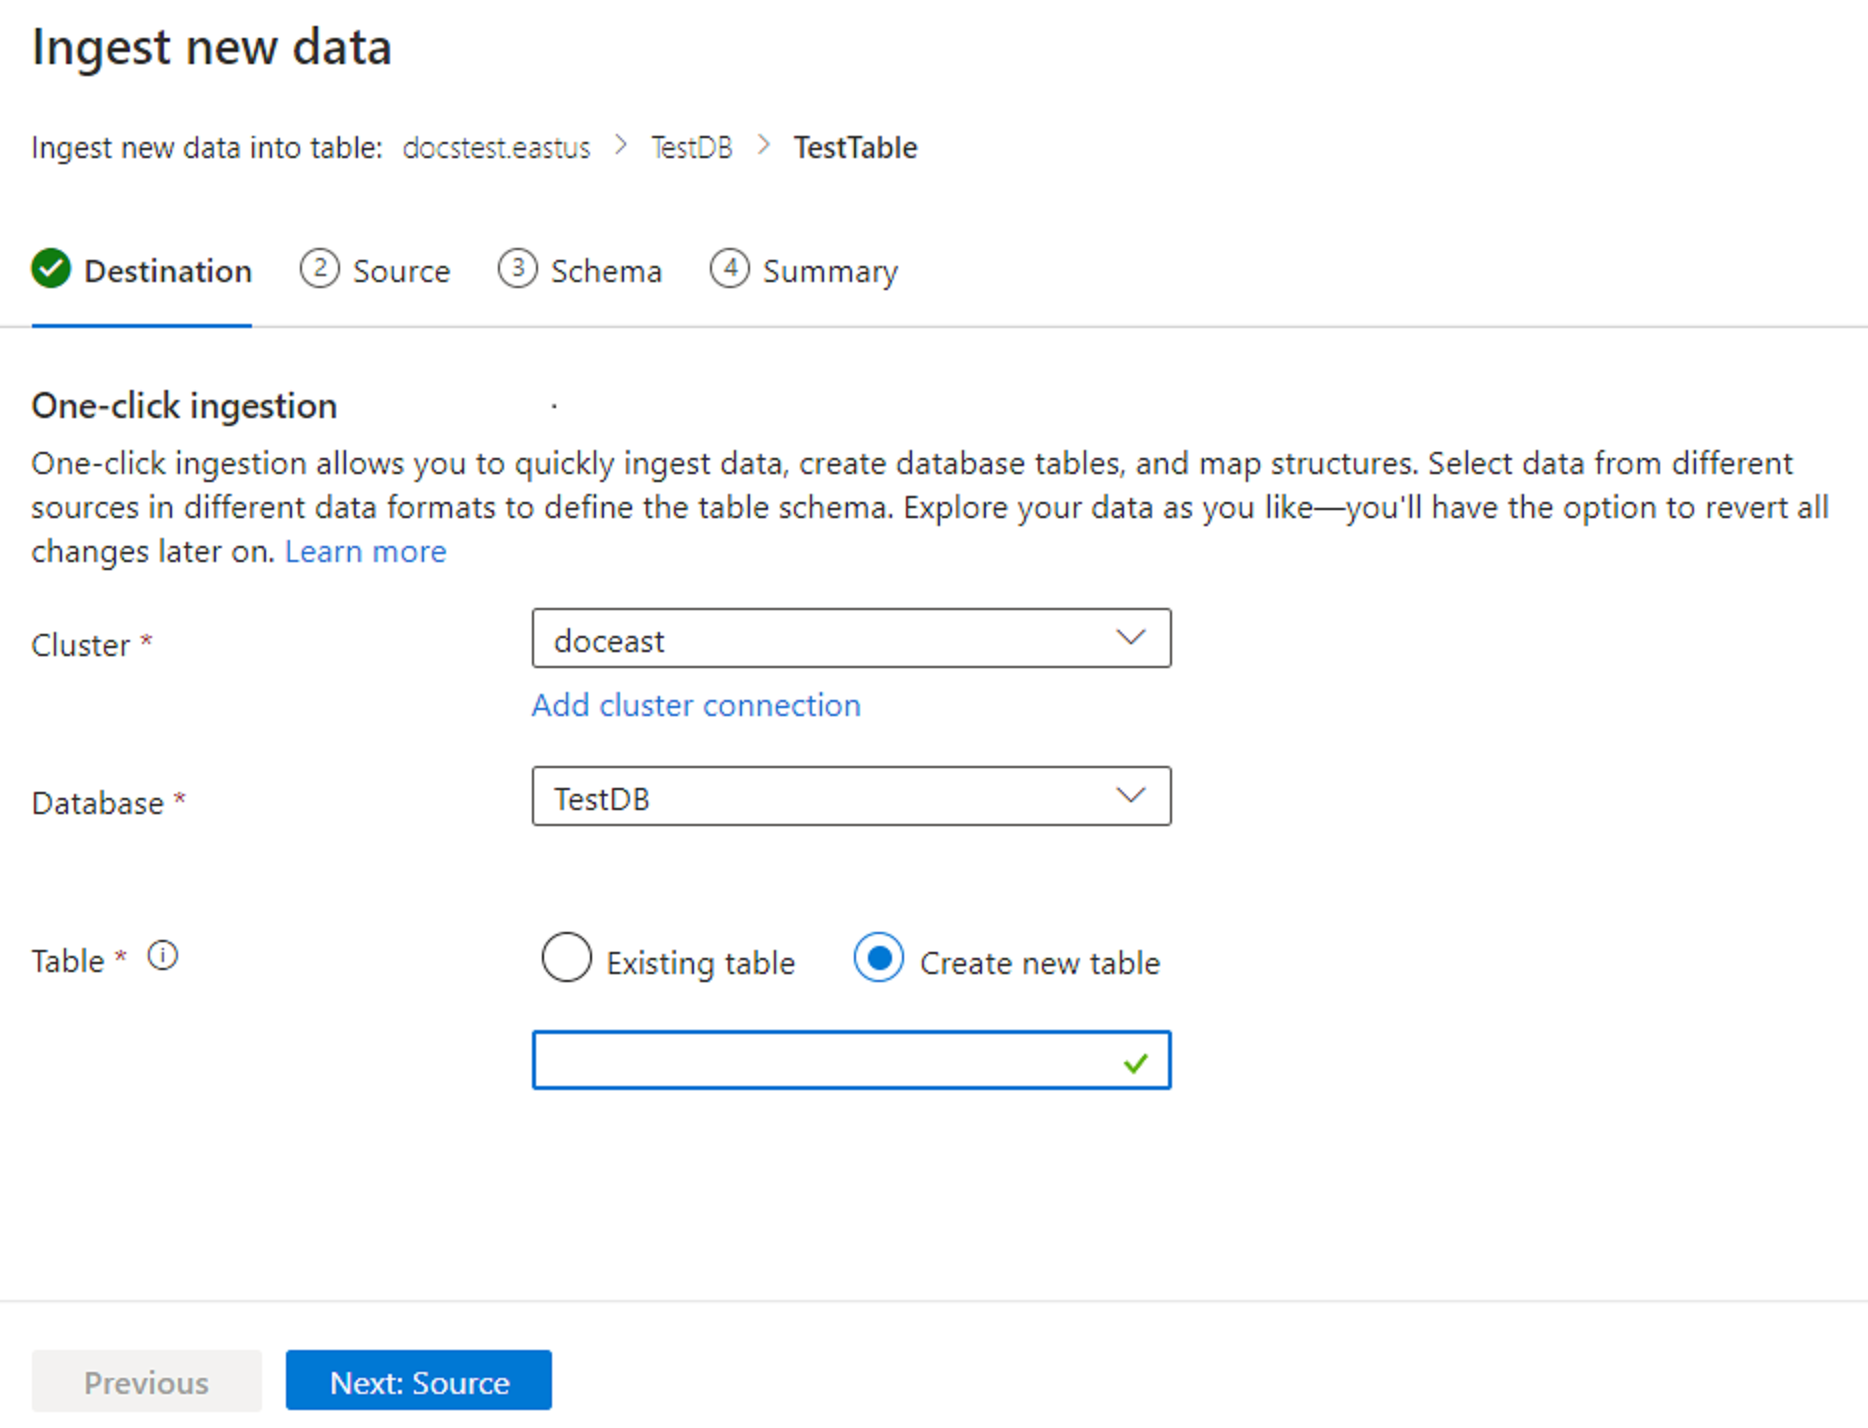 Ingest new data
Ingest new data into table: docstest.eastus > TestDB > TestTable
Destination 2 Source 3 Schema 4 Summary
One-click ingestion
One-click ingestion allows you to quickly ingest data, create database tables, and map structures. Select data from different
sources in different data formats to define the table schema. Explore your data as you like—you'll have the option to revert all
changes later on. Learn more
Cluster *
doceast
Add cluster connection
Database *
TestDB
Table *
Existing table
Create new table
Previous
Next: Source